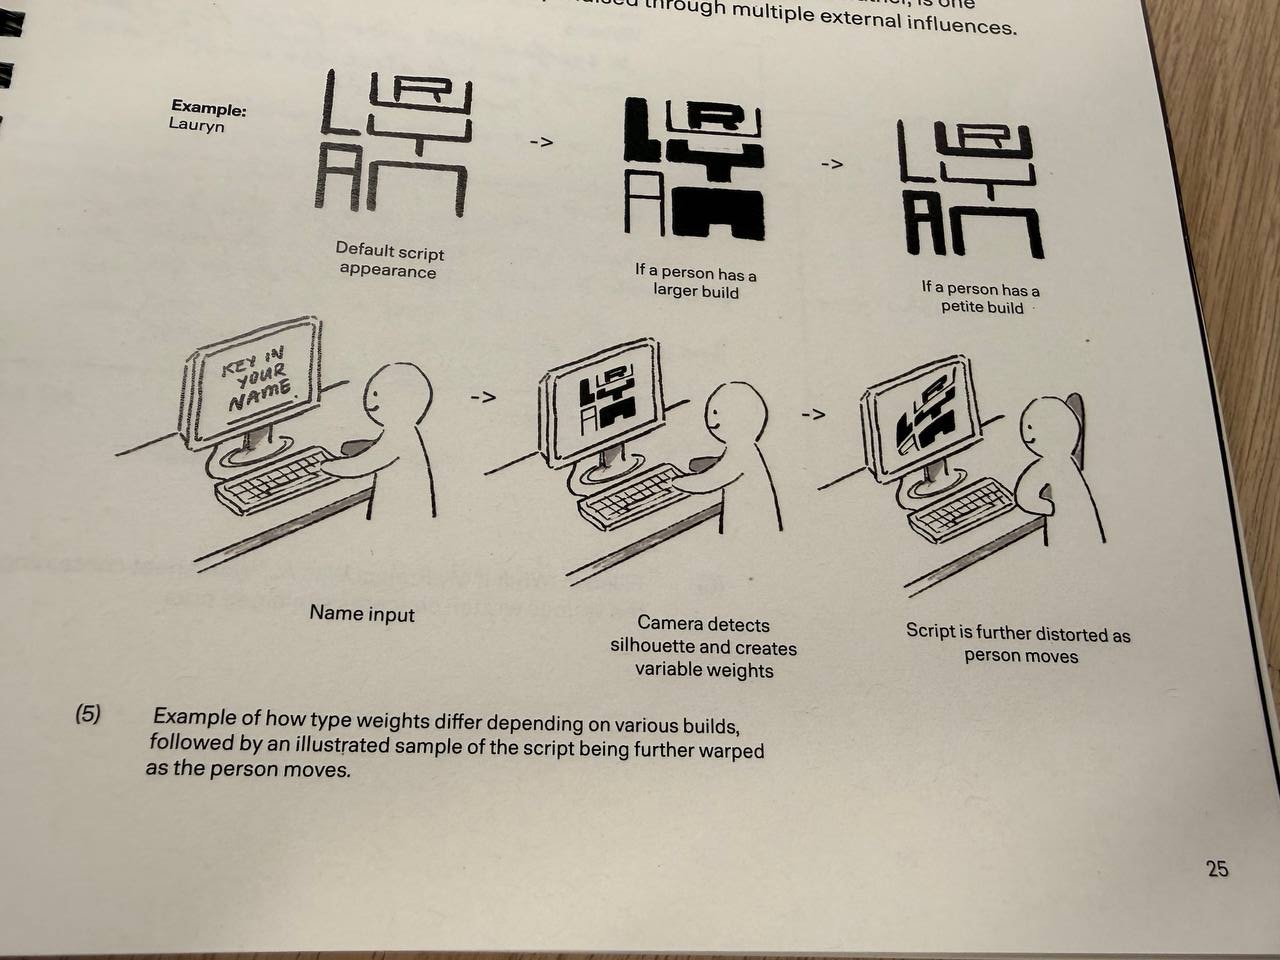 is one
through multiple external influences.
Example:
Lauryn
L U R
A Y n
->
L U R
A Y n
->
L U R
A Y n
Default script
appearance
If a person has a
larger build
If a person has a
petite build
KEY IN
YOUR
NAME.
->
->
Name input
Camera detects
silhouette and creates
variable weights
Script is further distorted as
person moves
(5) Example of how type weights differ depending on various builds,
followed by an illustrated sample of the script being further warped
as the person moves.
25